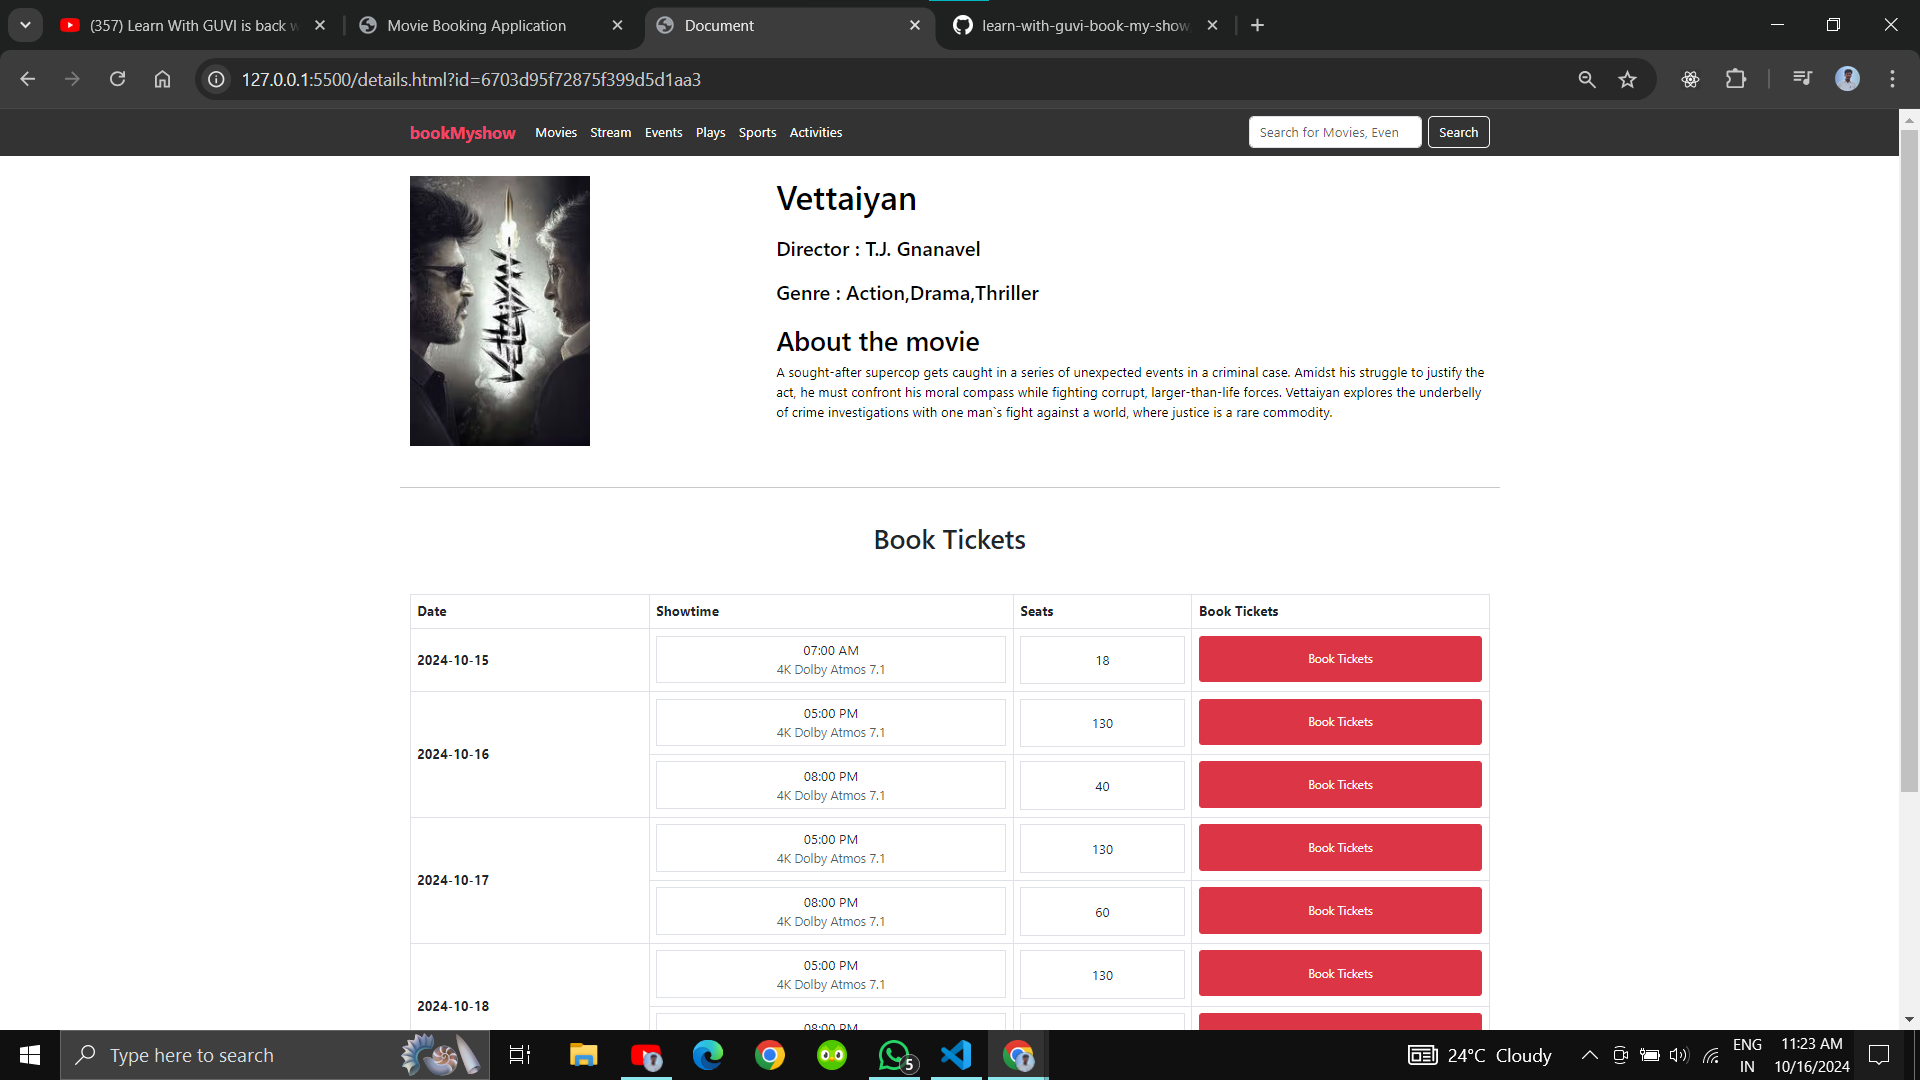 (357) Learn With GUVI is back w
Movie Booking Application
Document
learn-with-guvi-book-my-show
127.0.0.1:5500/details.html?id=6703d95f72875f399d5d1aa3
bookMyshow Movies Stream Events Plays Sports Activities
Search for Movies, Even
Search
VETTAIYAN
Vettaiyan
Director : T.J. Gnanavel
Genre : Action,Drama,Thriller
About the movie
A sought-after supercop gets caught in a series of unexpected events in a criminal case. Amidst his struggle to justify the
act, he must confront his moral compass while fighting corrupt, larger-than-life forces. Vettaiyan explores the underbelly
of crime investigations with one man`s fight against a world, where justice is a rare commodity.
Book Tickets
Date Showtime Seats Book Tickets
2024-10-15
07:00 AM
4K Dolby Atmos 7.1
18
Book Tickets
2024-10-16
05:00 PM
4K Dolby Atmos 7.1
130
Book Tickets
08:00 PM
4K Dolby Atmos 7.1
40
Book Tickets
2024-10-17
05:00 PM
4K Dolby Atmos 7.1
130
Book Tickets
08:00 PM
4K Dolby Atmos 7.1
60
Book Tickets
2024-10-18
05:00 PM
4K Dolby Atmos 7.1
130
Book Tickets
08:00 PM
Type here to search
5
24°C Cloudy
ENG
IN
11:23 AM
10/16/2024